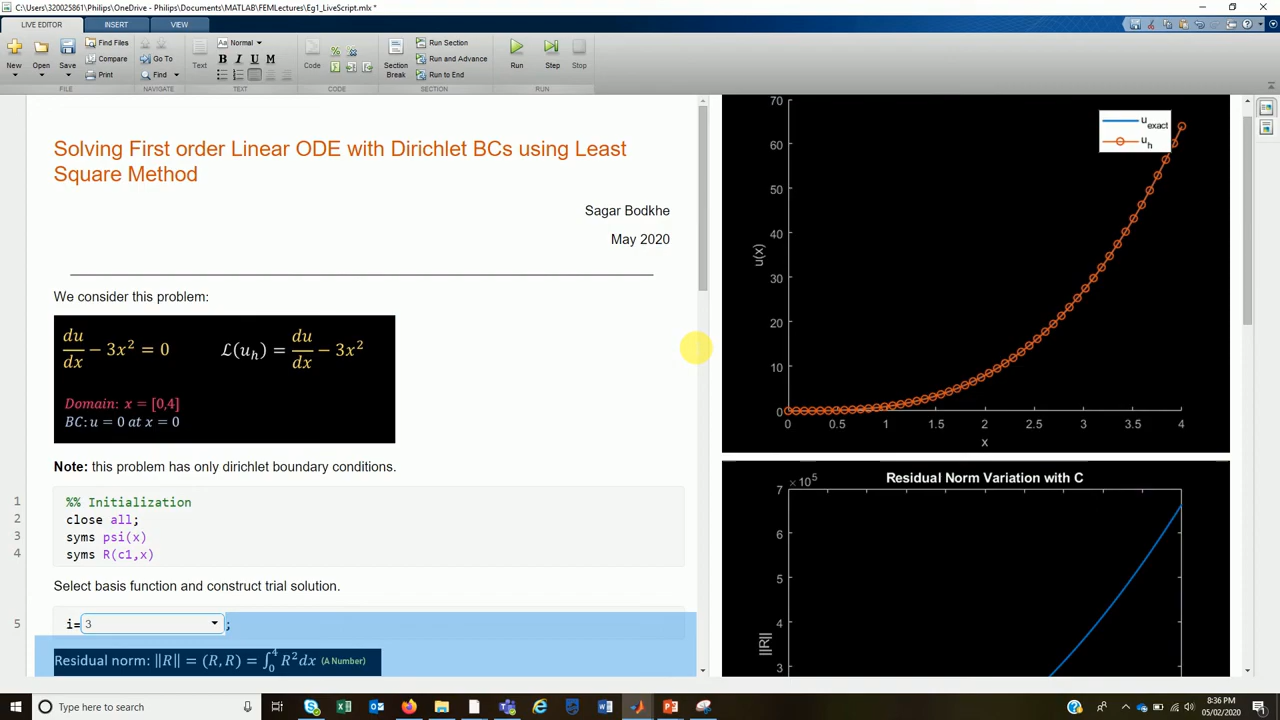 C:\Users\320025861\Philips\OneDrive - Philips\Documents\MATLAB\FEMLectures\Eg1_LiveScript.mlx *
LIVE EDITOR INSERT VIEW
New Open Save Find Files Compare Print Go To Find Normal B I U M Text Code Section Break Run Section Run and Advance Run to End Run Step Stop
FILE NAVIGATE TEXT CODE SECTION RUN
Solving First order Linear ODE with Dirichlet BCs using Least
Square Method
Sagar Bodkhe
May 2020
We consider this problem:
du/dx − 3x² = 0 ℒ(u_h) = du/dx − 3x²
Domain: x = [0,4]
BC: u = 0 at x = 0
Note: this problem has only dirichlet boundary conditions.
1 %% Initialization
2 close all;
3 syms psi(x)
4 syms R(c1,x)
Select basis function and construct trial solution.
5 i= 3 ;
Residual norm: ‖R‖ = (R, R) = ∫₀⁴ R² dx (A Number)
70
60
50
40
30
20
10
0
u(x)
0 0.5 1 1.5 2 2.5 3 3.5 4
x
u_exact
u_h
Residual Norm Variation with C
× 10⁵
7
6
5
4
3
||R||
Type here to search
8:36 PM
05/02/2020